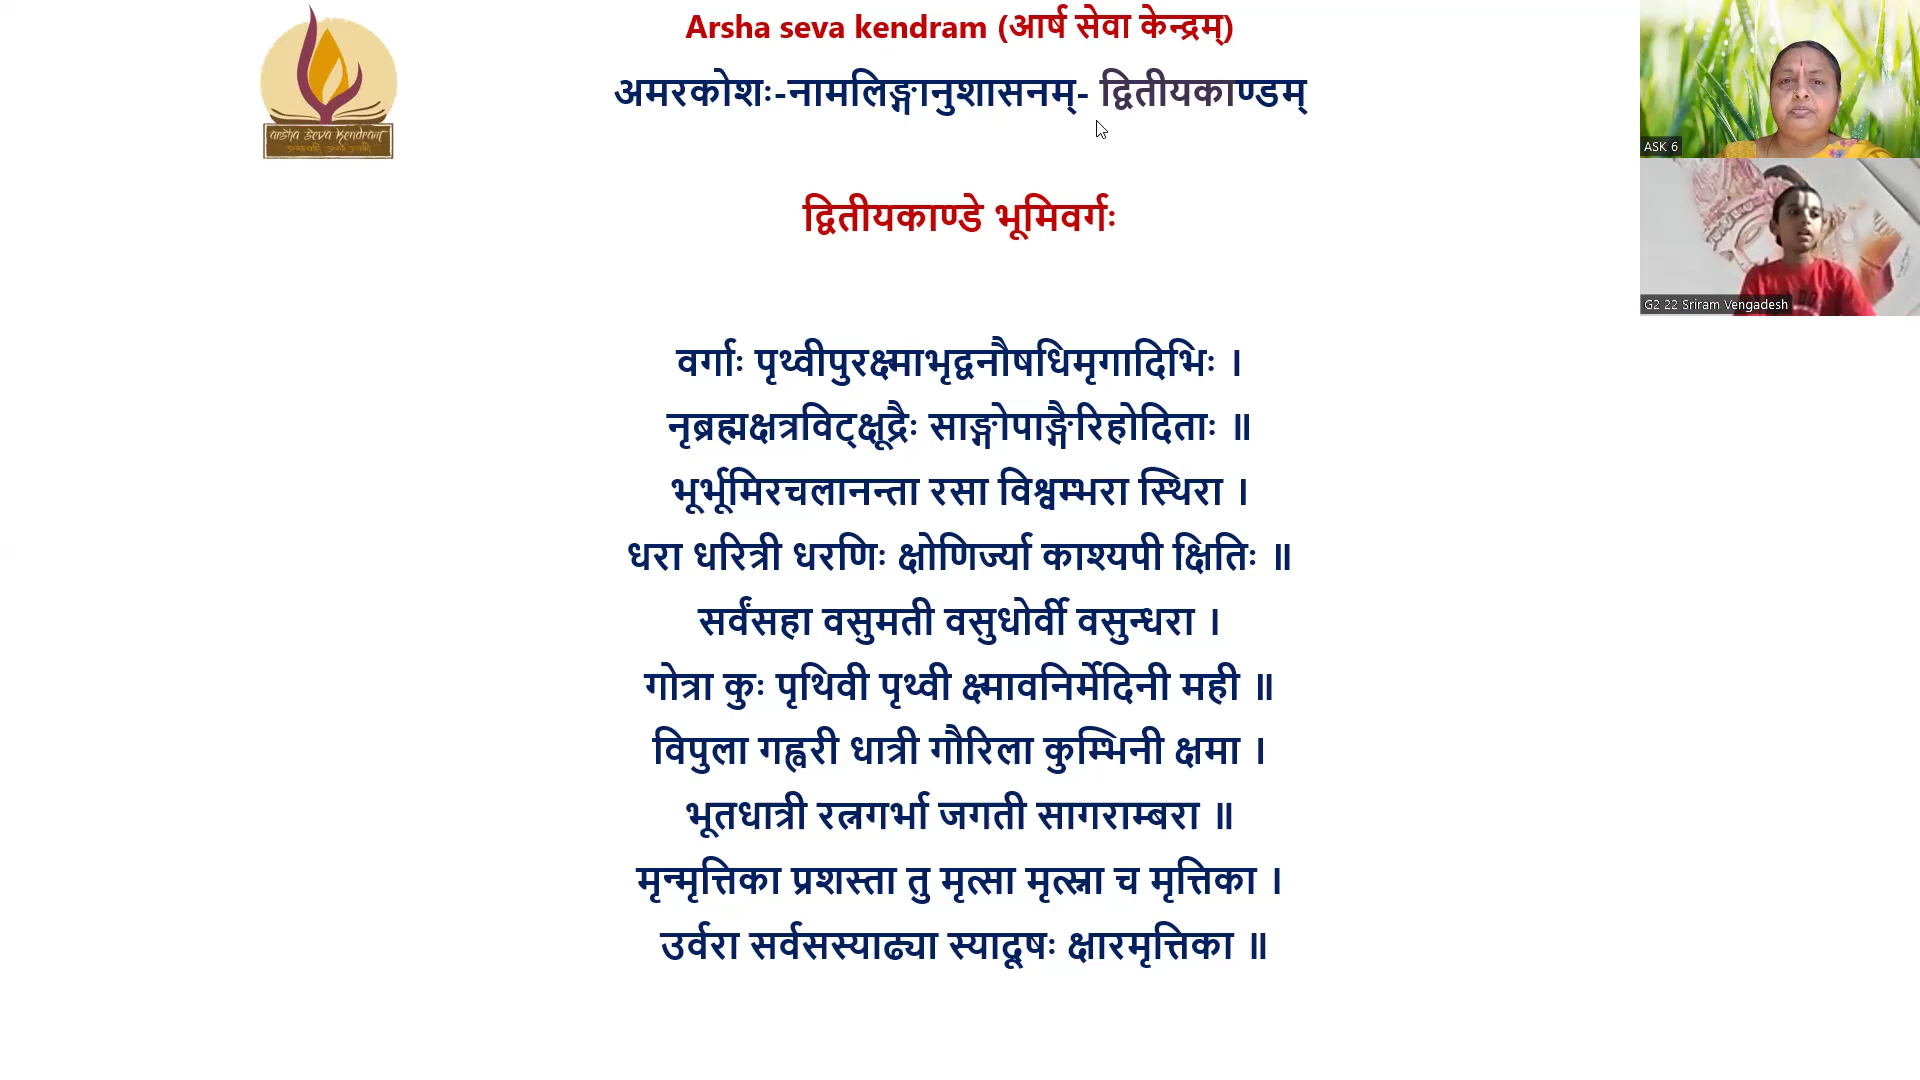 Arsha seva kendram (आर्ष सेवा केन्द्रम्)
अमरकोशः-नामलिङ्गानुशासनम्- द्वितीयकाण्डम्
arsha seva kendram
द्वितीयकाण्डे भूमिवर्गः
वर्गाः पृथ्वीपुरक्ष्माभृद्वनौषधिमृगादिभिः ।
नृब्रह्मक्षत्रविट्क्षूद्रैः साङ्गोपाङ्गैरिहोदिताः ॥
भूर्भूमिरचलानन्ता रसा विश्वम्भरा स्थिरा ।
धरा धरित्री धरणिः क्षोणिर्ज्या काश्यपी क्षितिः ॥
सर्वंसहा वसुमती वसुधोर्वी वसुन्धरा ।
गोत्रा कुः पृथिवी पृथ्वी क्ष्मावनिर्मेदिनी मही ॥
विपुला गह्वरी धात्री गौरिला कुम्भिनी क्षमा ।
भूतधात्री रत्नगर्भा जगती सागराम्बरा ॥
मृन्मृत्तिका प्रशस्ता तु मृत्सा मृत्स्ना च मृत्तिका ।
उर्वरा सर्वसस्याढ्या स्यादूषः क्षारमृत्तिका ॥
ASK 6
G2 22 Sriram Vengadesh